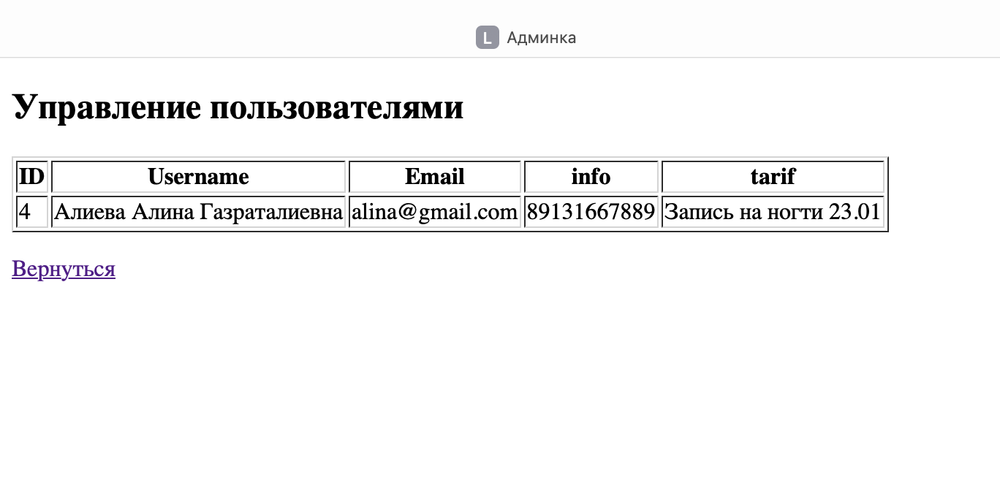 L Админка
Управление пользователями
ID Username Email info tarif
4 Алиева Алина Газраталиевна alina@gmail.com 89131667889 Запись на ногти 23.01
Вернуться